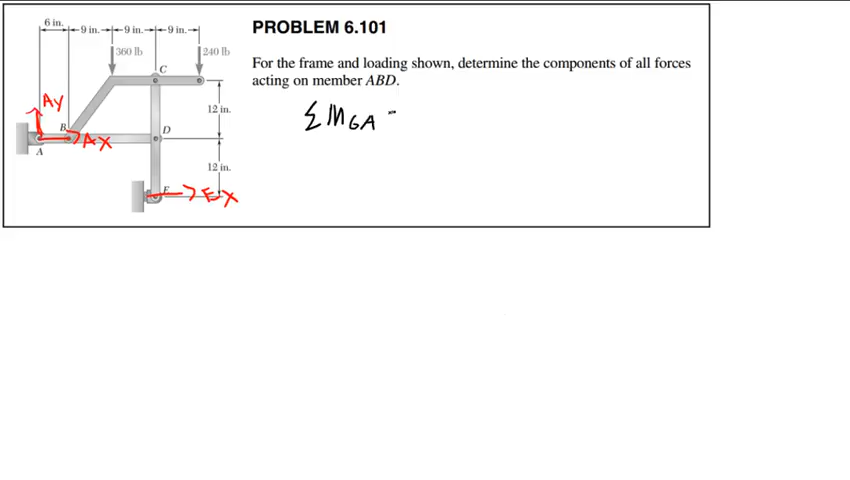 PROBLEM 6.101
For the frame and loading shown, determine the components of all forces
acting on member ABD.
6 in.
9 in. 9 in. 9 in.
360 lb
240 lb
C
12 in.
Ay
B
D
Ax
A
12 in.
E
Ex
ΣM